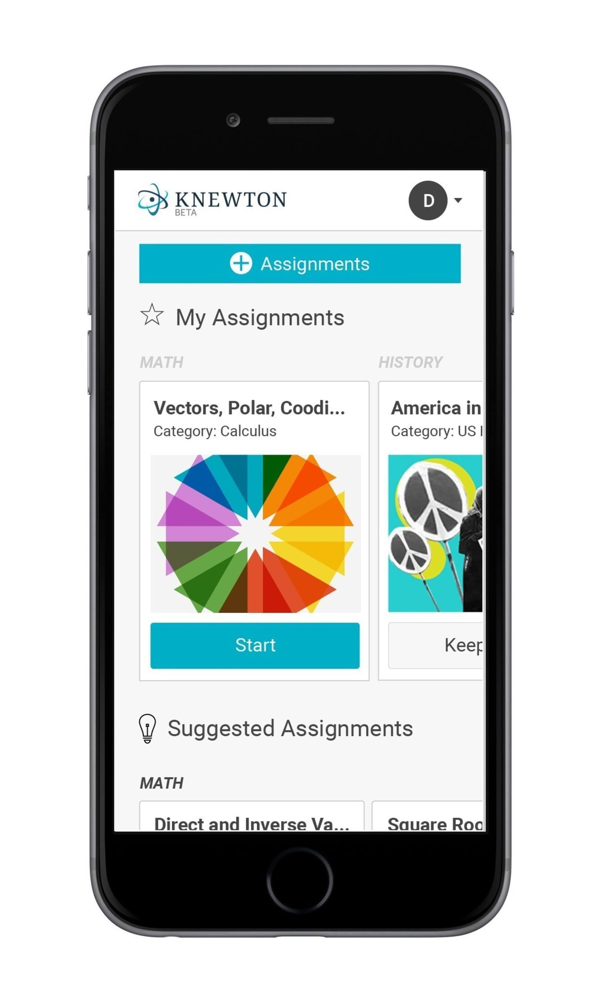 KNEWTON
BETA
D
Assignments
My Assignments
MATH
HISTORY
Vectors, Polar, Coodi...
Category: Calculus
America in
Category: US
Start
Keep
Suggested Assignments
MATH
Direct and Inverse Va...
Square Roo